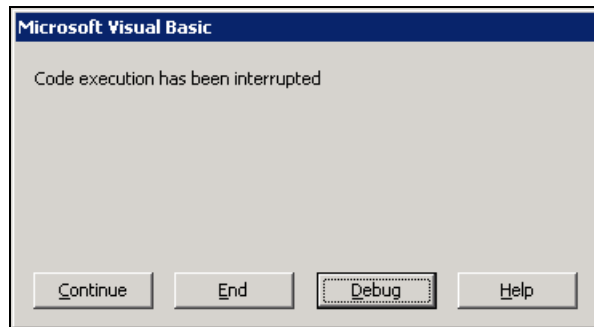 Microsoft Visual Basic
Code execution has been interrupted
Continue End Debug Help